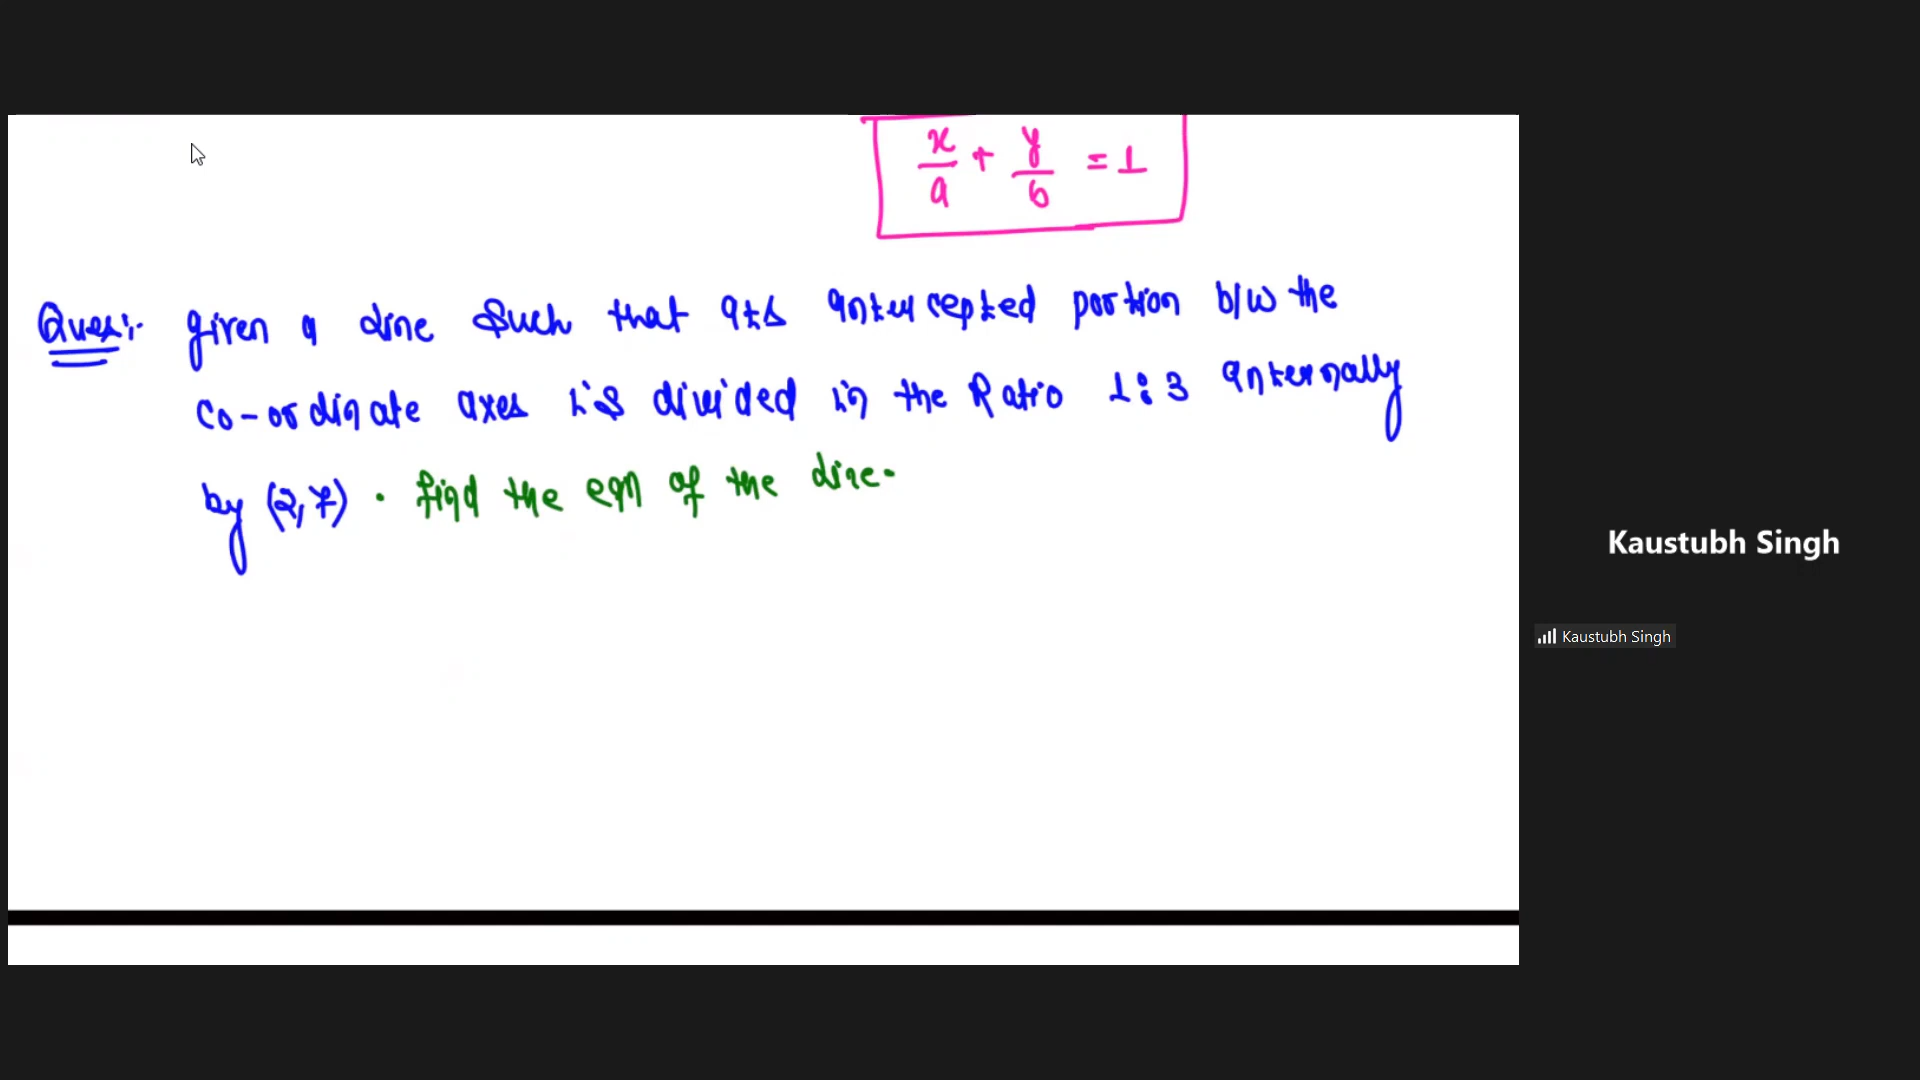 x/a + y/b = 1
Ques:- given a line such that its intercepted portion b/w the
co-ordinate axes is divided in the Ratio 1:3 internally
by (2,7). find the eqn of the line.
Kaustubh Singh
Kaustubh Singh